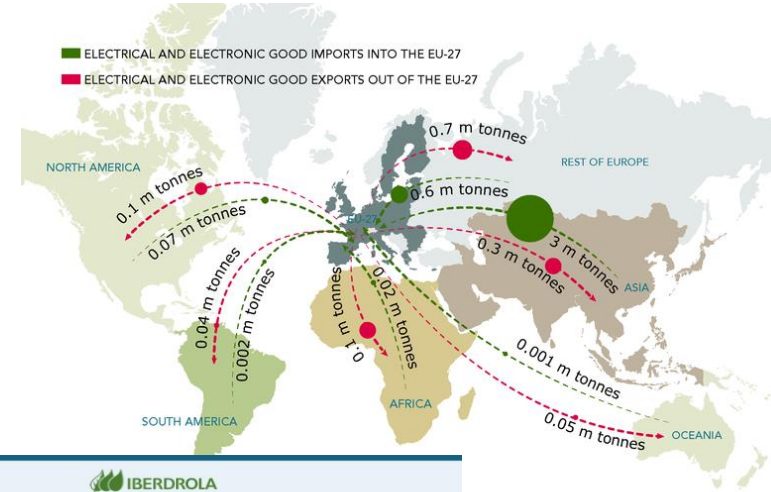 ELECTRICAL AND ELECTRONIC GOOD IMPORTS INTO THE EU-27
ELECTRICAL AND ELECTRONIC GOOD EXPORTS OUT OF THE EU-27
0.7 m tonnes
NORTH AMERICA
REST OF EUROPE
0.1 m tonnes
0.6 m tonnes
0.07 m tonnes
EU-27
3 m tonnes
0.3 m tonnes
ASIA
0.04 m tonnes
0.002 m tonnes
0.1 m tonnes
0.02 m tonnes
0.001 m tonnes
AFRICA
SOUTH AMERICA
0.05 m tonnes
OCEANIA
IBERDROLA